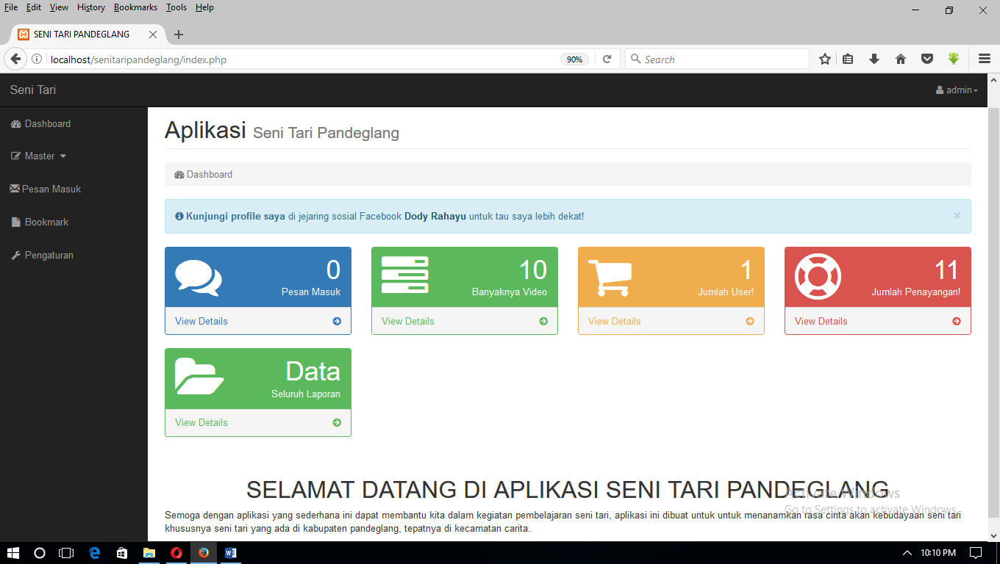 File Edit View History Bookmarks Tools Help
SENI TARI PANDEGLANG
localhost/senitaripandeglang/index.php
90%
Search
Seni Tari
admin
Dashboard
Master
Pesan Masuk
Bookmark
Pengaturan
Aplikasi Seni Tari Pandeglang
Dashboard
Kunjungi profile saya di jejaring sosial Facebook Dody Rahayu untuk tau saya lebih dekat!
×
0
Pesan Masuk
View Details
10
Banyaknya Video
View Details
1
Jumlah User!
View Details
11
Jumlah Penayangan!
View Details
Data
Seluruh Laporan
View Details
SELAMAT DATANG DI APLIKASI SENI TARI PANDEGLANG
Semoga dengan aplikasi yang sederhana ini dapat membantu kita dalam kegiatan pembelajaran seni tari, aplikasi ini dibuat untuk untuk menanamkan rasa cinta akan kebudayaan seni tari
khususnya seni tari yang ada di kabupaten pandeglang, tepatnya di kecamatan carita.
Activate Windows
Go to Settings to activate Windows.
10:10 PM